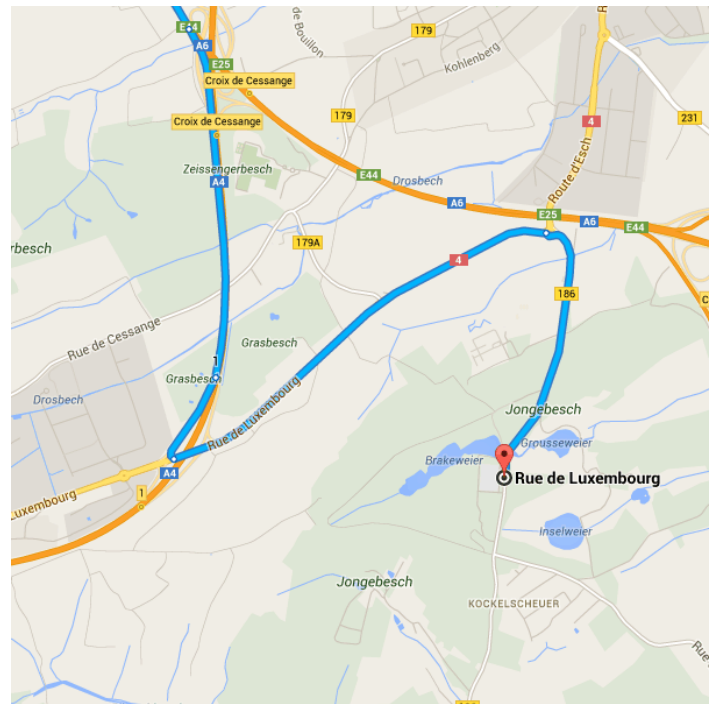 E44
A6
E25
de Bouillon
179
Kohlenberg
Croix de Cessange
Croix de Cessange
179
4
231
Zeissengerbesch
A4
E44
Drosbech
A6
Route d'Esch
E25
A6
E44
179A
4
186
Rue de Cessange
1
Grasbesch
Grasbesch
Drosbech
Rue de Luxembourg
Jongebesch
Grousseweier
Brakeweier
A4
Luxembourg
1
Rue de Luxembourg
Inselweier
Jongebesch
KOCKELSCHEUER